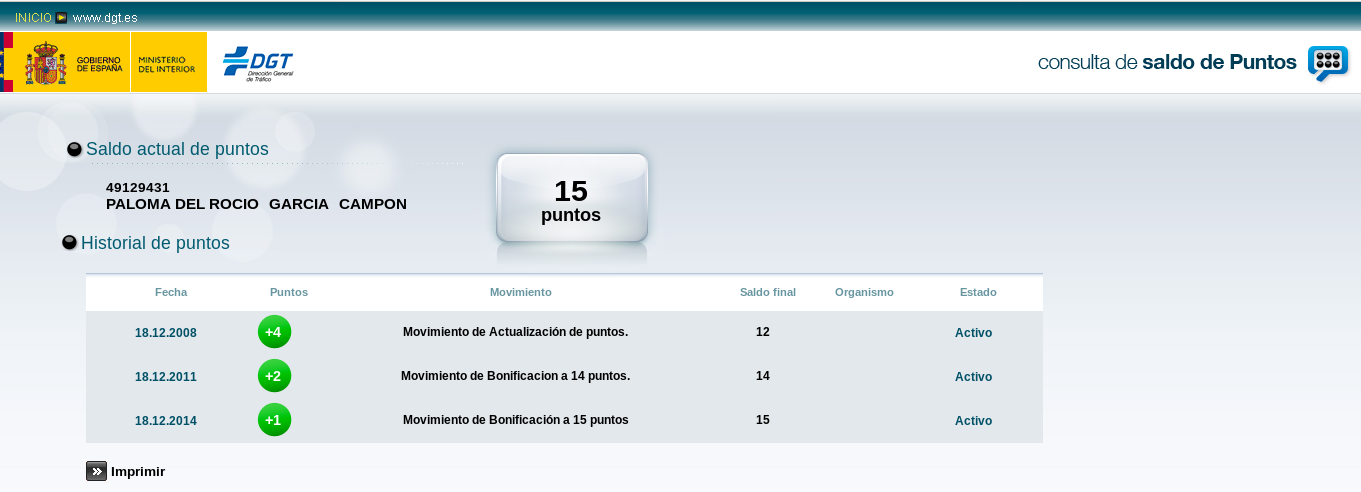 INICIO www.dgt.es
GOBIERNO DE ESPAÑA
MINISTERIO DEL INTERIOR
DGT
Dirección General de Tráfico
consulta de saldo de Puntos
Saldo actual de puntos
49129431
PALOMA DEL ROCIO GARCIA CAMPON
15
puntos
Historial de puntos
Fecha Puntos Movimiento Saldo final Organismo Estado
18.12.2008 +4 Movimiento de Actualización de puntos. 12 Activo
18.12.2011 +2 Movimiento de Bonificacion a 14 puntos. 14 Activo
18.12.2014 +1 Movimiento de Bonificación a 15 puntos 15 Activo
Imprimir